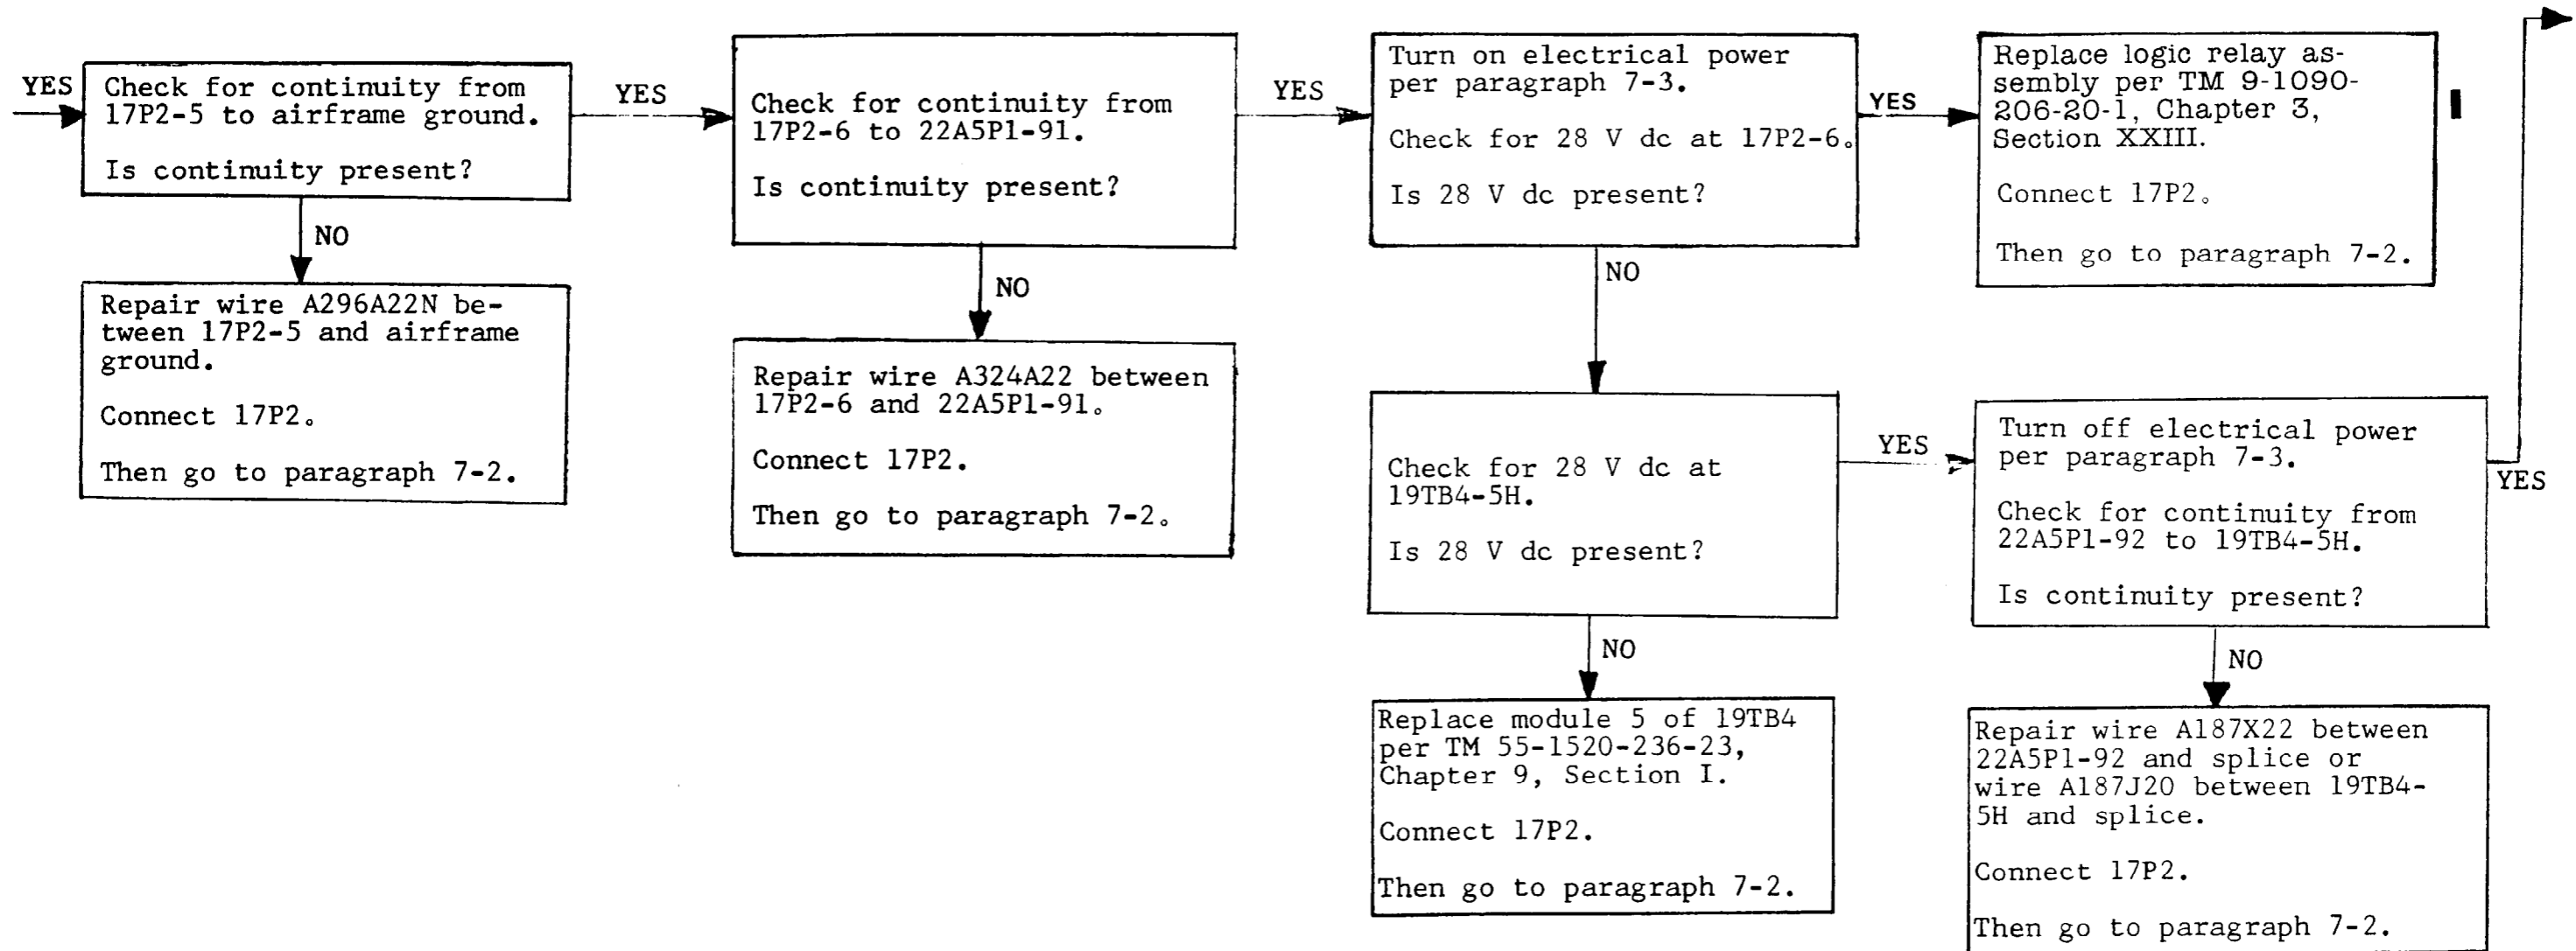 YES
Check for continuity from
17P2-5 to airframe ground.
Is continuity present?
NO
Repair wire A296A22N be-
tween 17P2-5 and airframe
ground.
Connect 17P2.
Then go to paragraph 7-2.
YES
Check for continuity from
17P2-6 to 22A5P1-91.
Is continuity present?
NO
Repair wire A324A22 between
17P2-6 and 22A5P1-91.
Connect 17P2.
Then go to paragraph 7-2.
YES
Turn on electrical power
per paragraph 7-3.
Check for 28 V dc at 17P2-6.
Is 28 V dc present?
YES
Replace logic relay as-
sembly per TM 9-1090-
206-20-1, Chapter 3,
Section XXIII.
Connect 17P2.
Then go to paragraph 7-2.
NO
Check for 28 V dc at
19TB4-5H.
Is 28 V dc present?
NO
Replace module 5 of 19TB4
per TM 55-1520-236-23,
Chapter 9, Section I.
Connect 17P2.
Then go to paragraph 7-2.
YES
Turn off electrical power
per paragraph 7-3.
Check for continuity from
22A5P1-92 to 19TB4-5H.
Is continuity present?
YES
NO
Repair wire A187X22 between
22A5P1-92 and splice or
wire A187J20 between 19TB4-
5H and splice.
Connect 17P2.
Then go to paragraph 7-2.